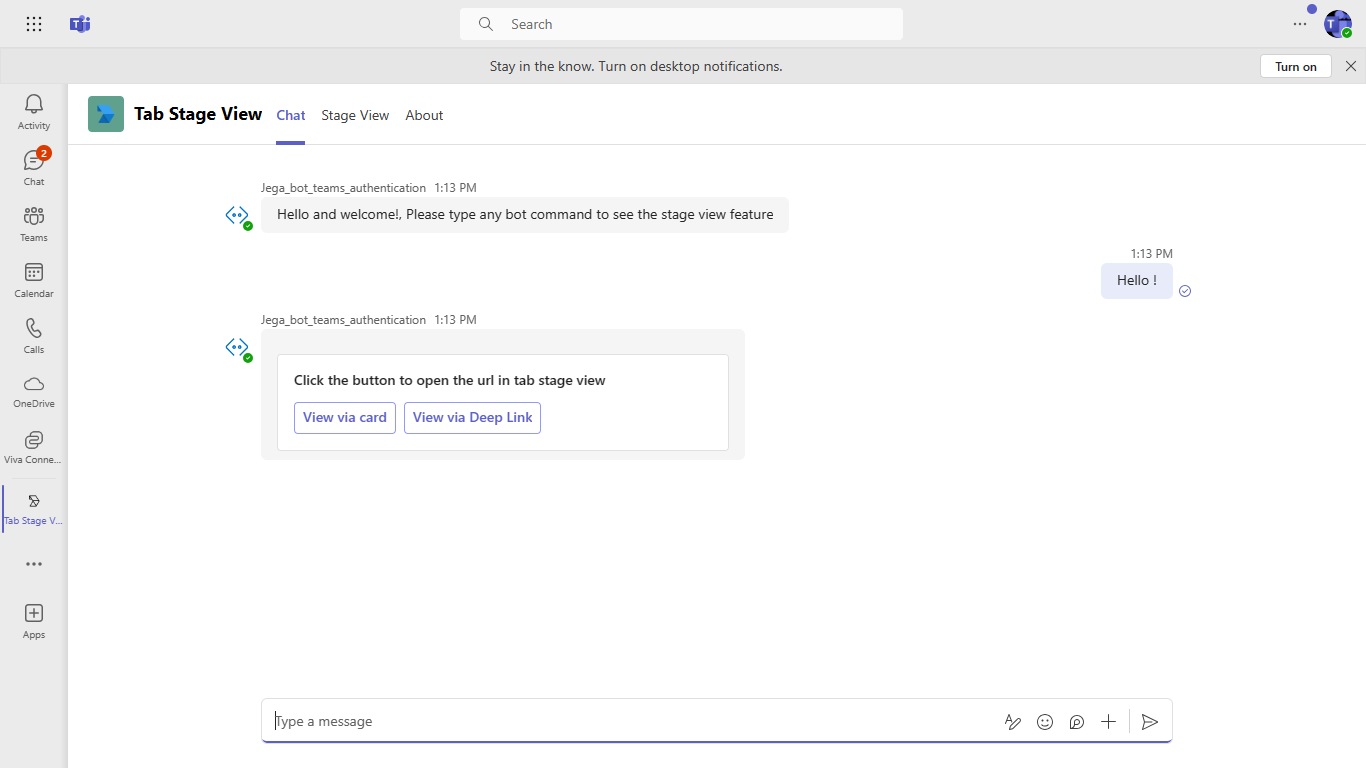 Search
Stay in the know. Turn on desktop notifications.
Turn on
Activity
2
Chat
Teams
Calendar
Calls
OneDrive
Viva Conne...
Tab Stage V...
Apps
Tab Stage View
Chat
Stage View
About
Jega_bot_teams_authentication 1:13 PM
Hello and welcome!, Please type any bot command to see the stage view feature
1:13 PM
Hello !
Jega_bot_teams_authentication 1:13 PM
Click the button to open the url in tab stage view
View via card
View via Deep Link
Type a message